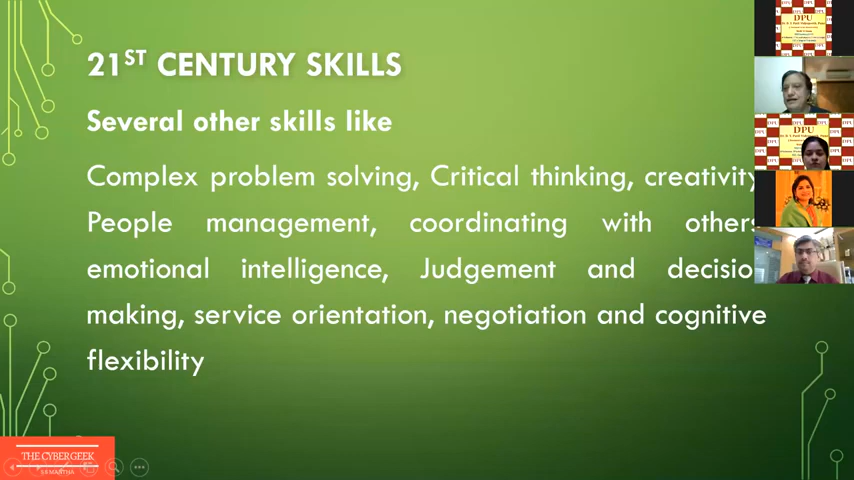 21ST CENTURY SKILLS
Several other skills like
Complex problem solving, Critical thinking, creativity
People management, coordinating with others
emotional intelligence, Judgement and decision
making, service orientation, negotiation and cognitive
flexibility
DPU
DPU
THE CYBERGEEK